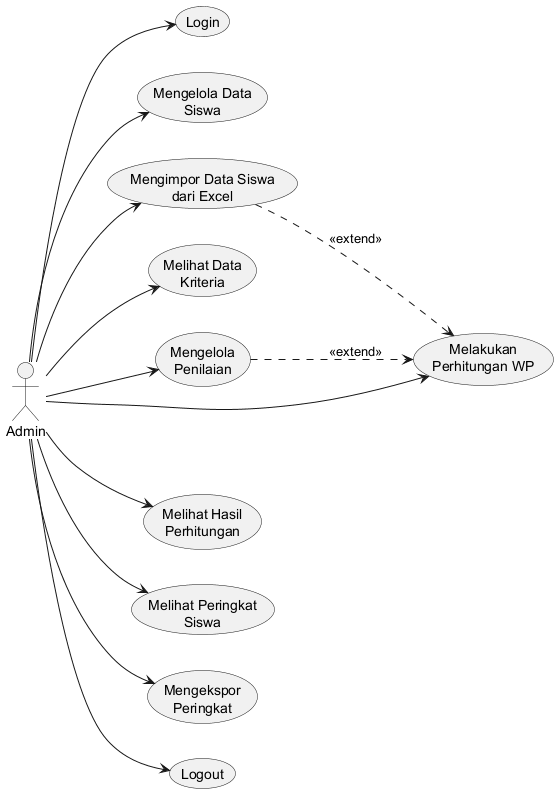 Login
Mengelola Data
Siswa
Mengimpor Data Siswa
dari Excel
«extend»
Melihat Data
Kriteria
Mengelola
Penilaian
«extend»
Melakukan
Perhitungan WP
Admin
Melihat Hasil
Perhitungan
Melihat Peringkat
Siswa
Mengekspor
Peringkat
Logout